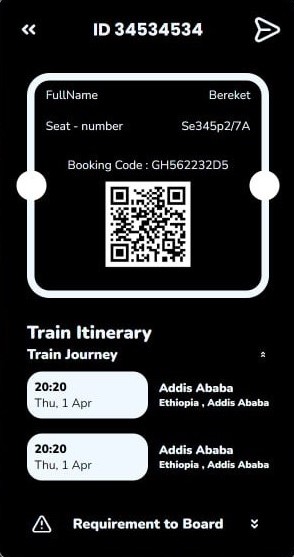 ID 34534534
FullName Bereket
Seat - number Se345p2/7A
Booking Code : GH562232D5
Train Itinerary
Train Journey
20:20 Addis Ababa
Thu, 1 Apr Ethiopia , Addis Ababa
20:20 Addis Ababa
Thu, 1 Apr Ethiopia , Addis Ababa
Requirement to Board